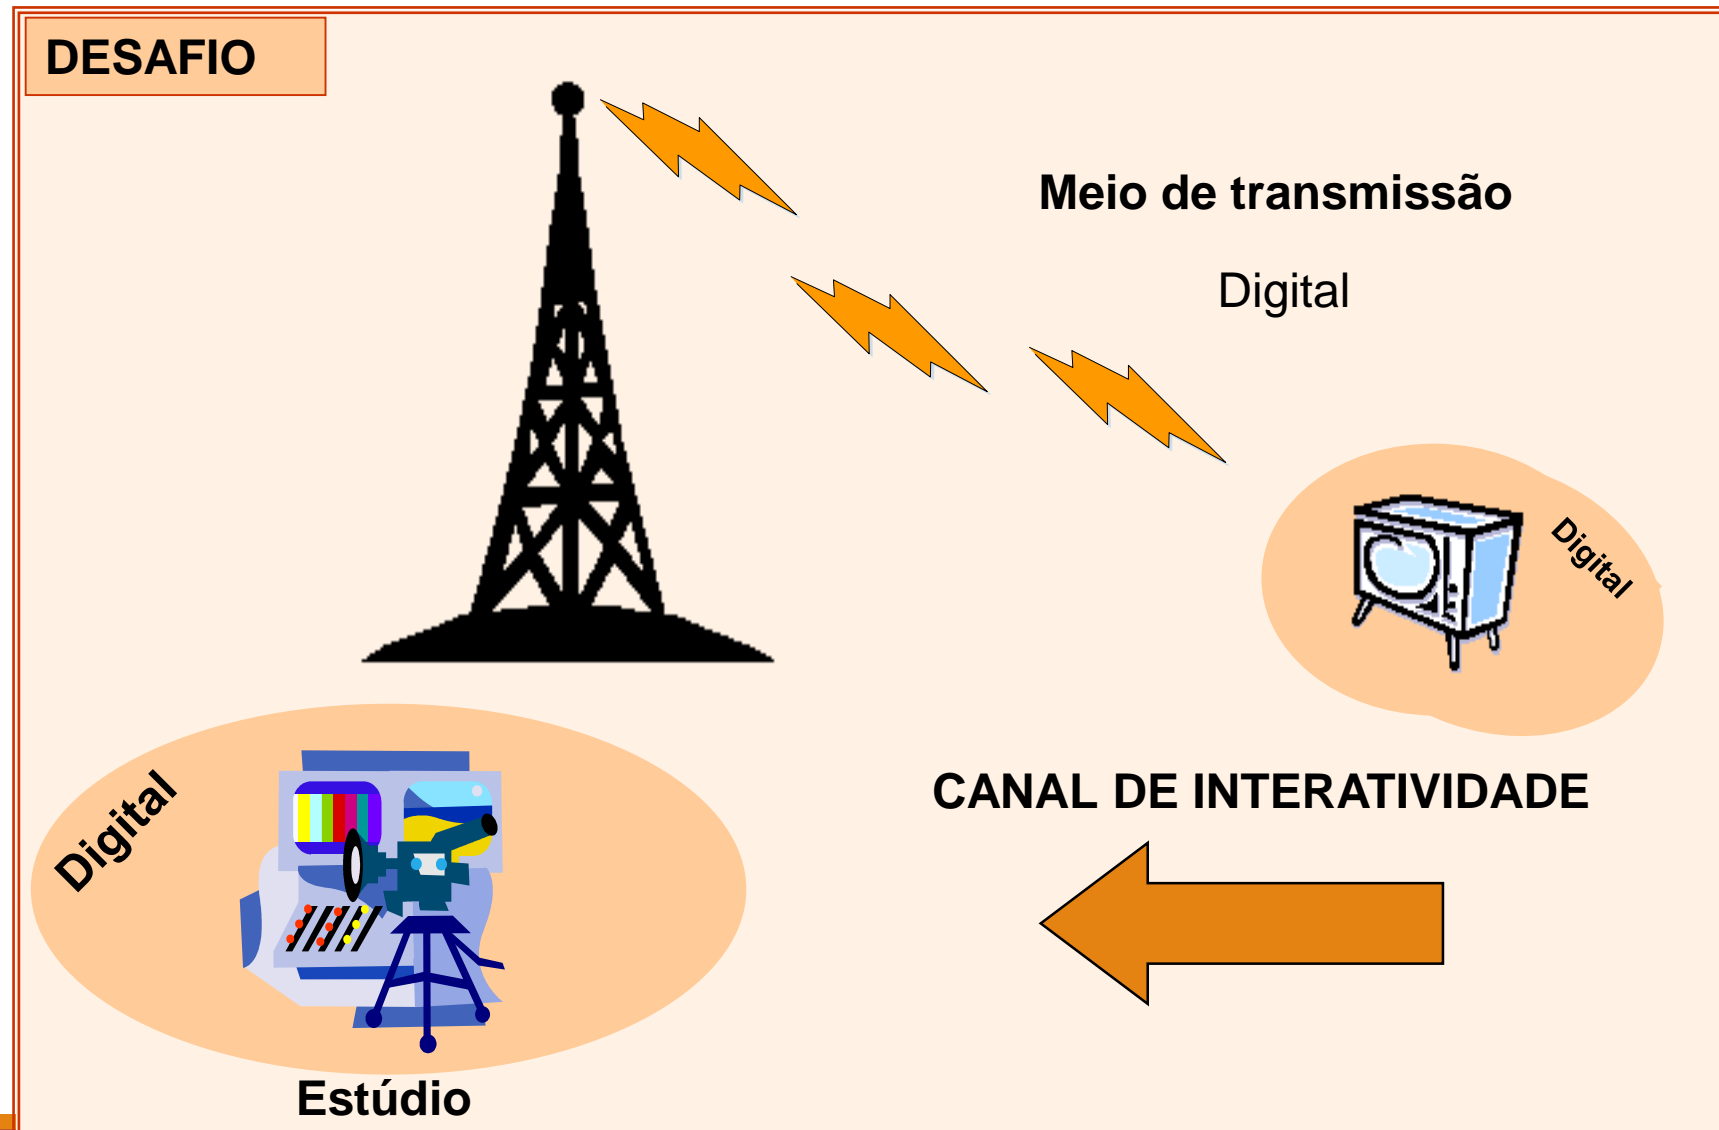 DESAFIO
Meio de transmissão
Digital
Digital
CANAL DE INTERATIVIDADE
Digital
Estúdio